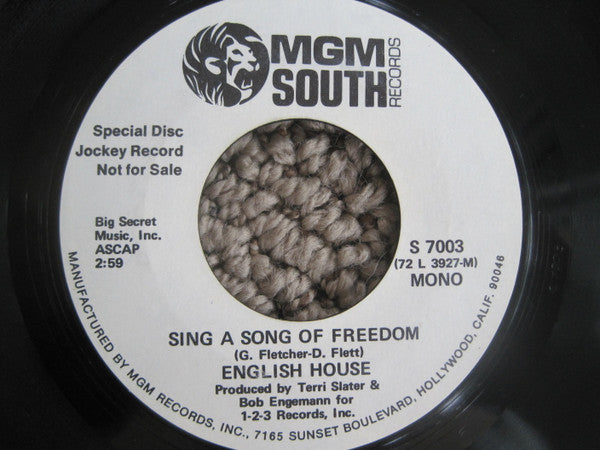 MGM
SOUTH
RECORDS
Special Disc
Jockey Record
Not for Sale
Big Secret
Music, Inc.
ASCAP
2:59
S 7003
(72 L 3927-M)
MONO
SING A SONG OF FREEDOM
(G. Fletcher-D. Flett)
ENGLISH HOUSE
Produced by Terri Slater &
Bob Engemann for
1-2-3 Records, Inc.
MANUFACTURED BY MGM RECORDS, INC., 7165 SUNSET BOULEVARD, HOLLYWOOD, CALIF. 90046